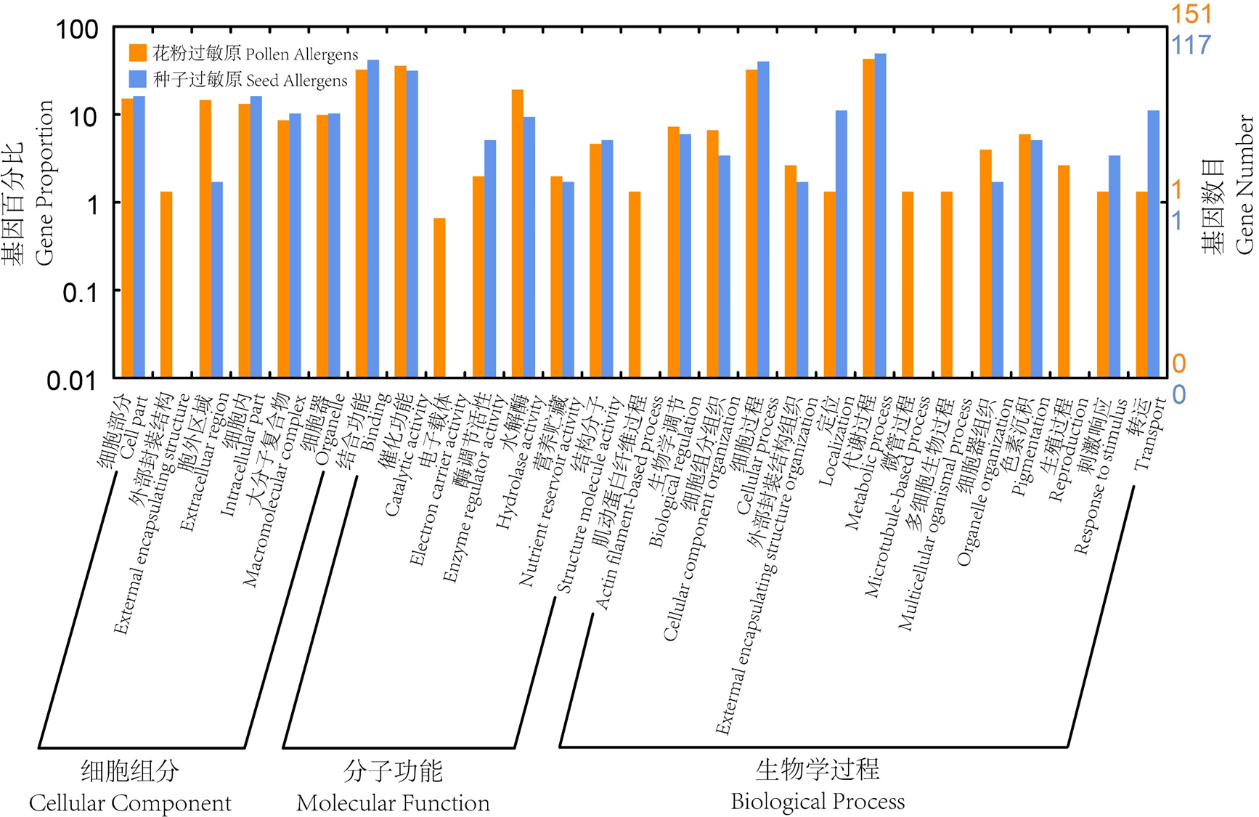 100
10
1
0.1
0.01
基因百分比
Gene Proportion
花粉过敏原 Pollen Allergens
种子过敏原 Seed Allergens
151
117
1
1
0
0
基因数目
Gene Number
细胞部分
Cell part
外部封装结构
External encapsulating structure
胞外区域
Extracelluar region
细胞内
Intracellular part
大分子复合物
Macromolecular complex
细胞器
Organelle
结合功能
Binding
催化功能
Catalytic activity
电子载体
Electron carrier activity
酶调节活性
Enzyme regulator activity
水解酶
Hydrolase activity
营养贮藏
Nutrient reservoir activity
结构分子
Structure molecule activity
肌动蛋白纤维过程
Actin filament-based process
生物学调节
Biological regulation
细胞组分组织
Cellular component organization
细胞过程
Cellular process
外部封装结构组织
External encapsulating structure organization
定位
Localization
代谢过程
Metabolic process
微管过程
Microtubule-based process
多细胞生物过程
Multicellular oganismal process
细胞器组织
Organelle organization
色素沉积
Pigmentation
生殖过程
Reproduction
刺激响应
Response to stimulus
转运
Transport
细胞组分
Cellular Component
分子功能
Molecular Function
生物学过程
Biological Process